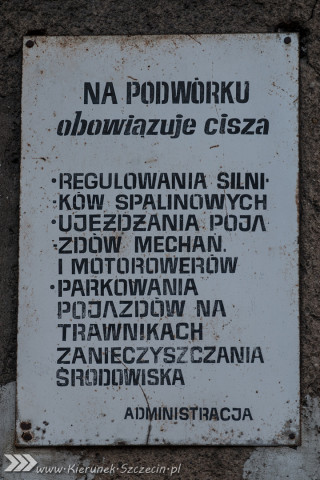 NA PODWÓRKU
obowiązuje cisza
•REGULOWANIA SILNI•
•KÓW SPALINOWYCH
•UJEŻDŻANIA POJA
•ZDÓW MECHAN.
I MOTOROWERÓW
•PARKOWANIA
POJAZDÓW NA
TRAWNIKACH
ZANIECZYSZCZANIA
ŚRODOWISKA
ADMINISTRACJA
www.Kierunek-Szczecin.pl